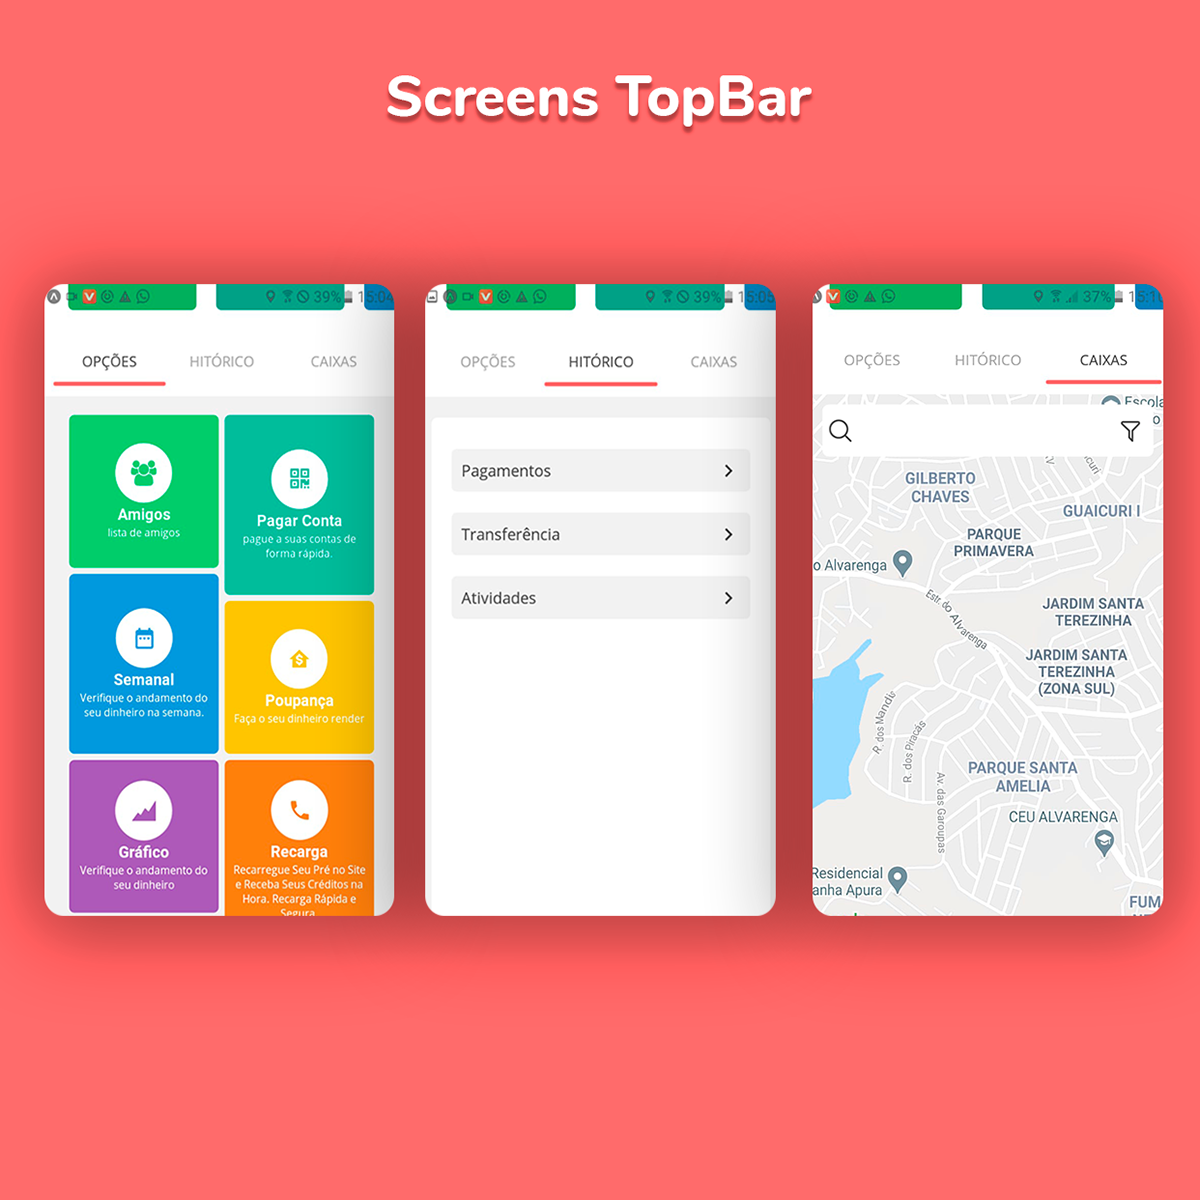 Screens TopBar
39%
15:04
OPÇÕES
HITÓRICO
CAIXAS
Amigos
lista de amigos
Pagar Conta
pague a suas contas de
forma rápida.
Semanal
Verifique o andamento do
seu dinheiro na semana.
Poupança
Faça o seu dinheiro render
Gráfico
Verifique o andamento do
seu dinheiro
Recarga
Recarregue Seu Pré no Site
e Receba Seus Créditos na
Hora. Recarga Rápida e
Segura
39%
15:05
OPÇÕES
HITÓRICO
CAIXAS
Pagamentos
Transferência
Atividades
37%
15:10
OPÇÕES
HITÓRICO
CAIXAS
Escola
o
GILBERTO
CHAVES
GUAICURI I
PARQUE
PRIMAVERA
o Alvarenga
Estr. do Alvarenga
JARDIM SANTA
TEREZINHA
JARDIM SANTA
TEREZINHA
(ZONA SUL)
R. dos Mandis
R. dos Piracás
Av. das Garoupas
PARQUE SANTA
AMELIA
CEU ALVARENGA
Residencial
anha Apura
FUM